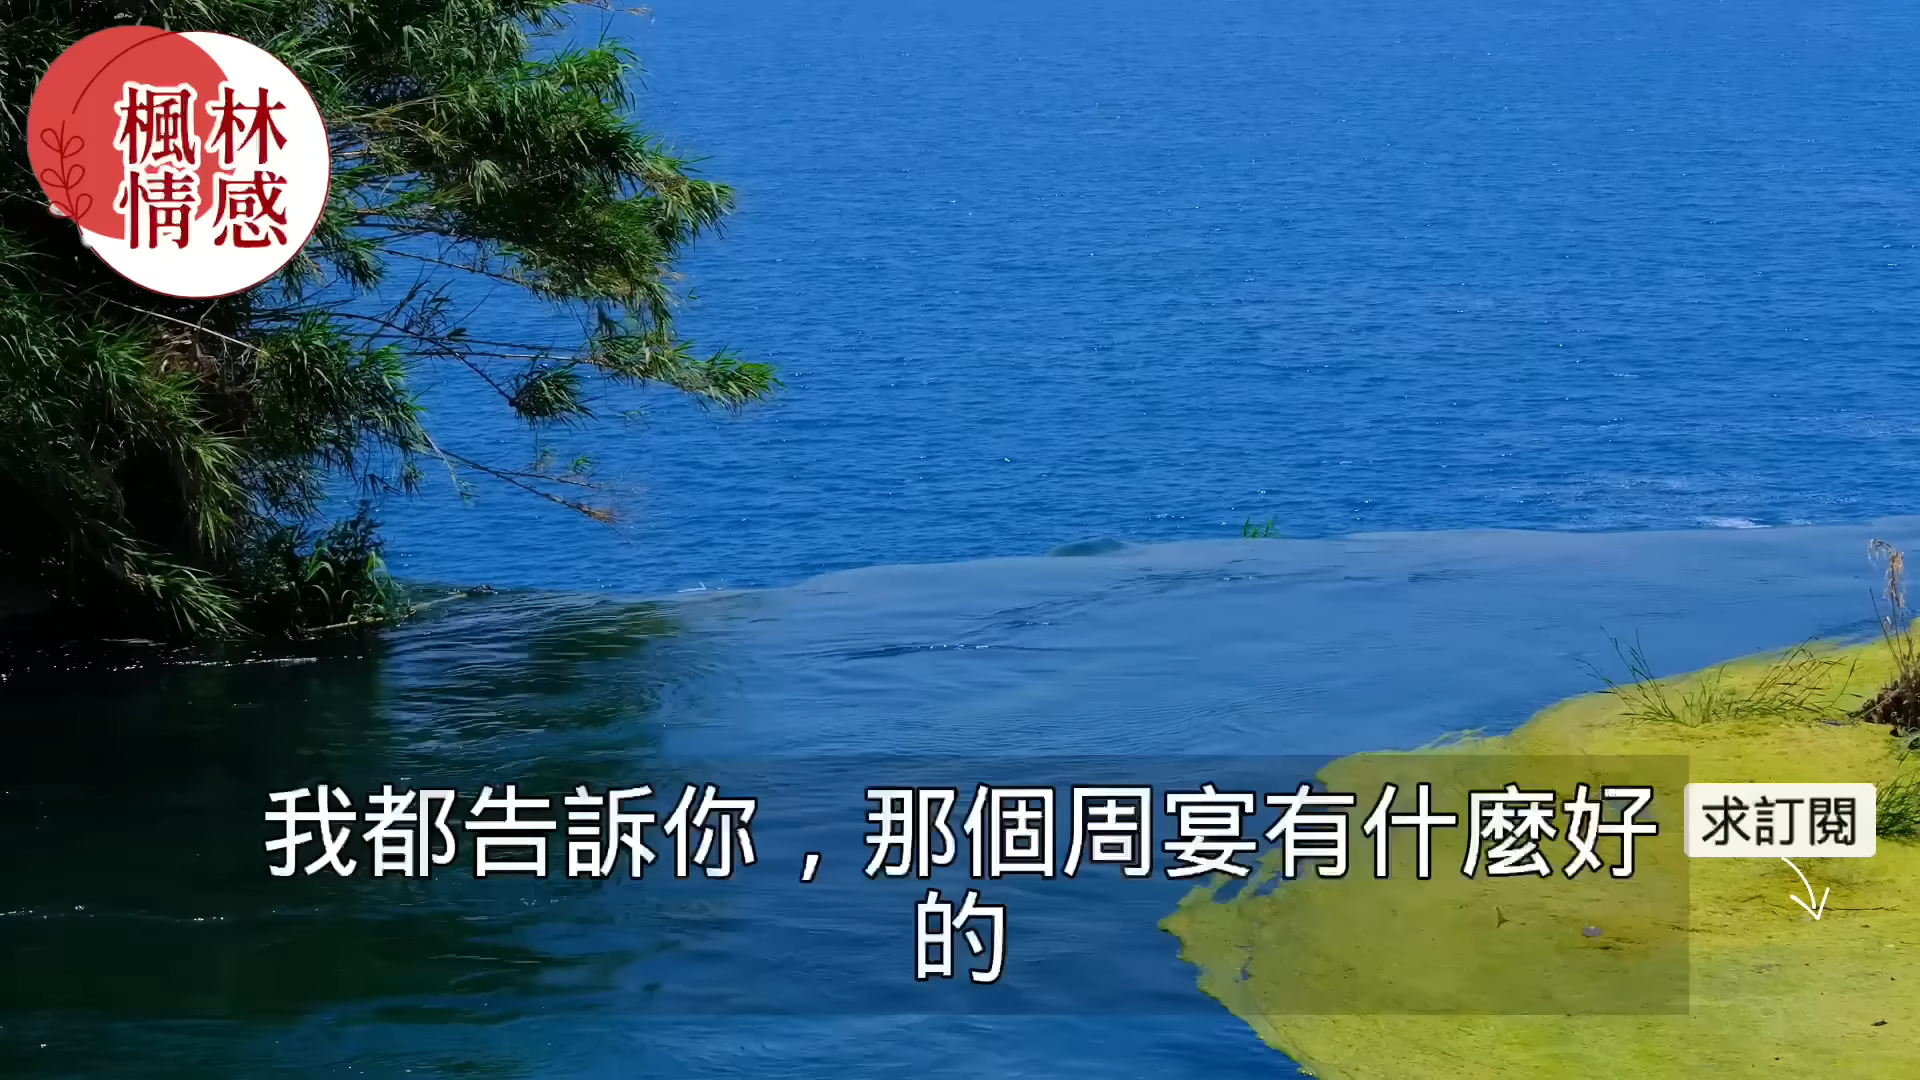 楓林
情感
我都告訴你，那個周宴有什麼好
的
求訂閱